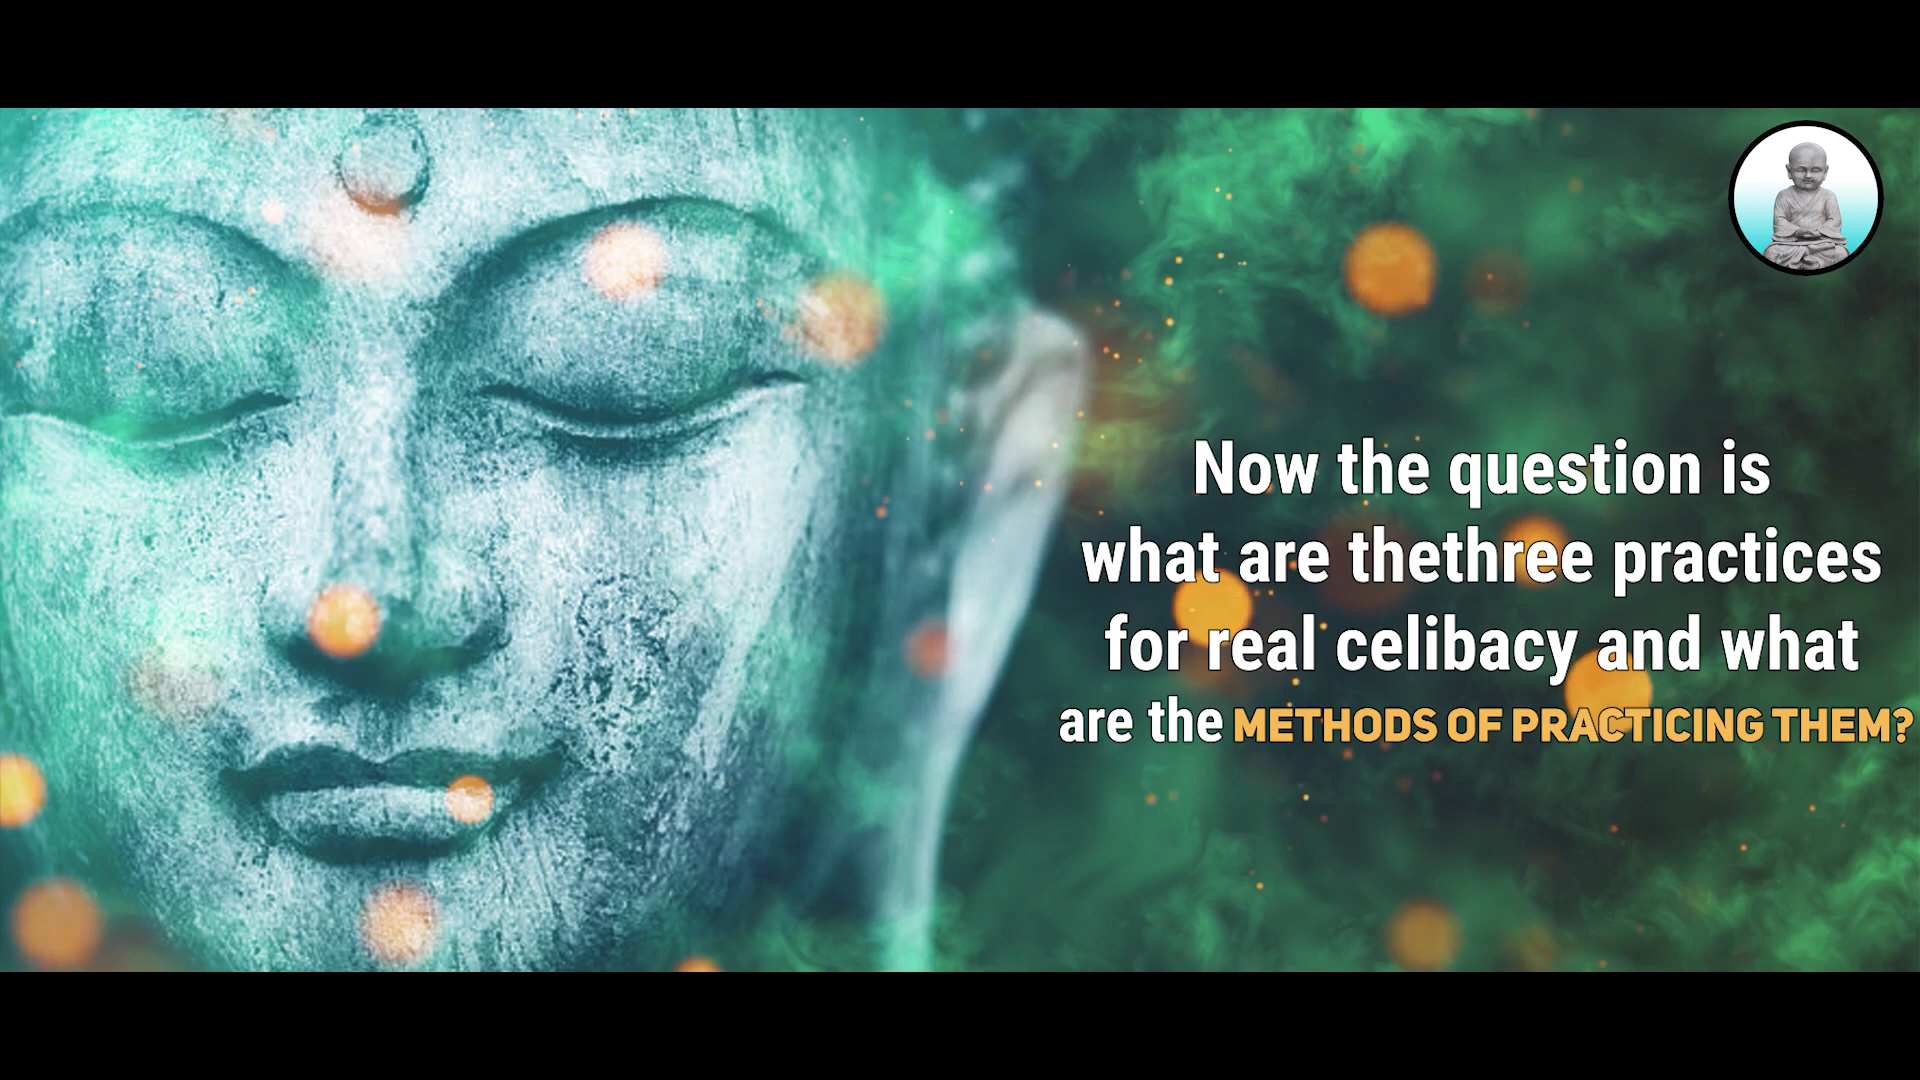 Now the question is
what are thethree practices
for real celibacy and what
are the METHODS OF PRACTICING THEM?